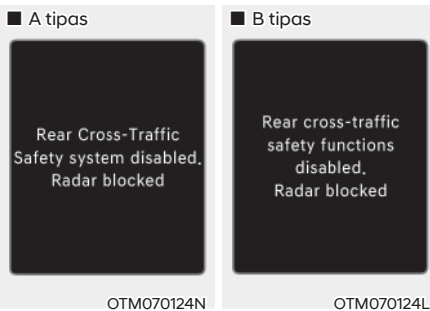 ■ A tipas
Rear Cross-Traffic
Safety system disabled.
Radar blocked
OTM070124N
■ B tipas
Rear cross-traffic
safety functions
disabled.
Radar blocked
OTM070124L